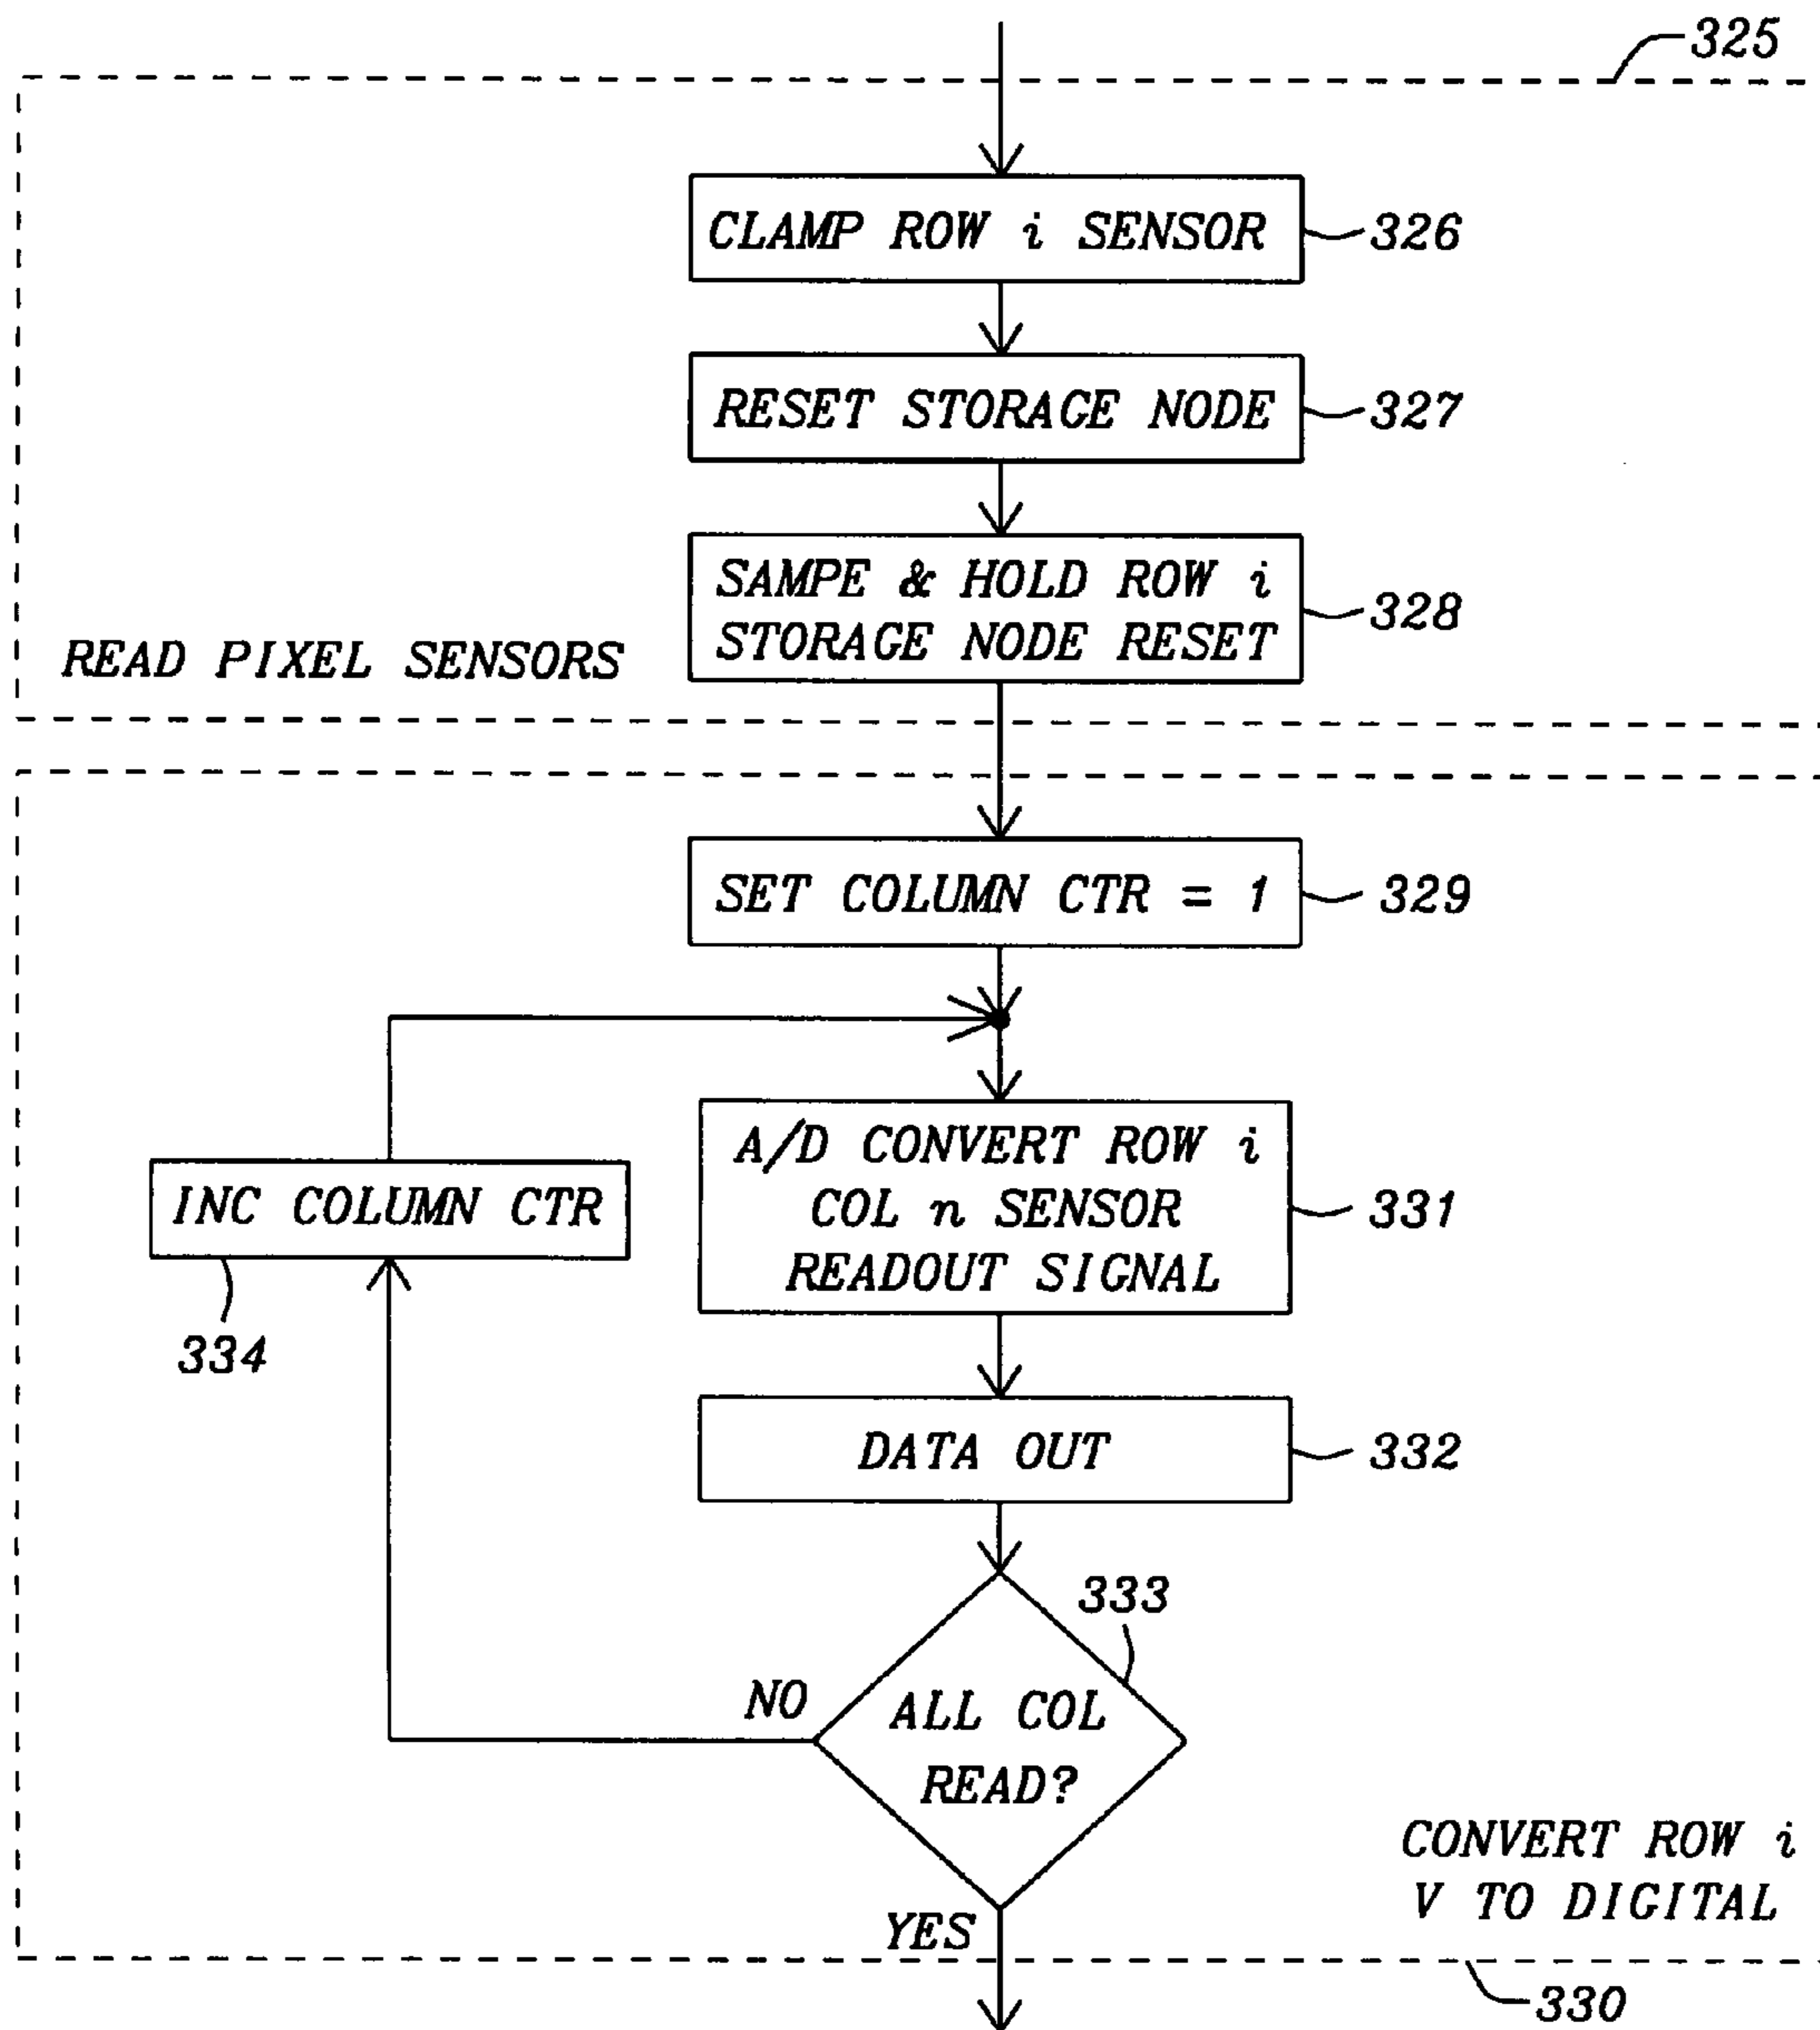 325
CLAMP ROW i SENSOR
326
RESET STORAGE NODE
327
SAMPE & HOLD ROW i
STORAGE NODE RESET
328
READ PIXEL SENSORS
SET COLUMN CTR = 1
329
A/D CONVERT ROW i
COL n SENSOR
READOUT SIGNAL
331
INC COLUMN CTR
334
DATA OUT
332
333
ALL COL
READ?
NO
YES
CONVERT ROW i
V TO DIGITAL
330